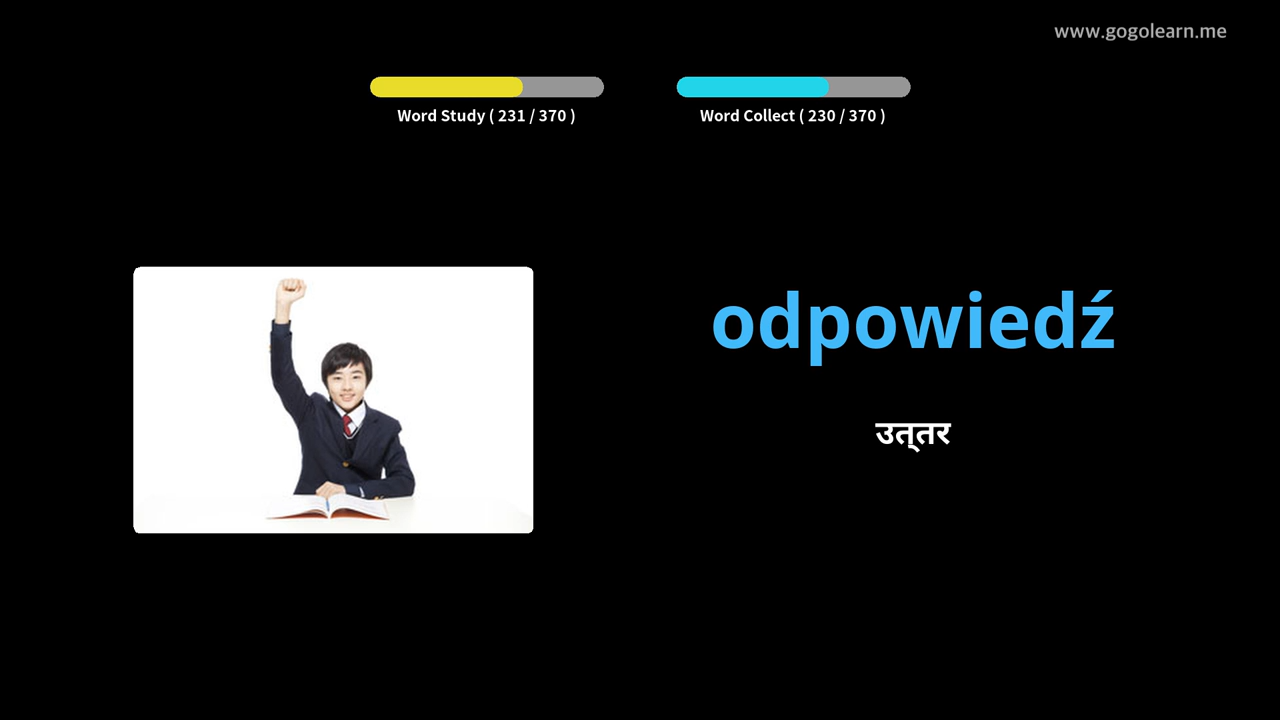 www.gogolearn.me
Word Study ( 231 / 370 )
Word Collect ( 230 / 370 )
odpowiedź
उत्तर